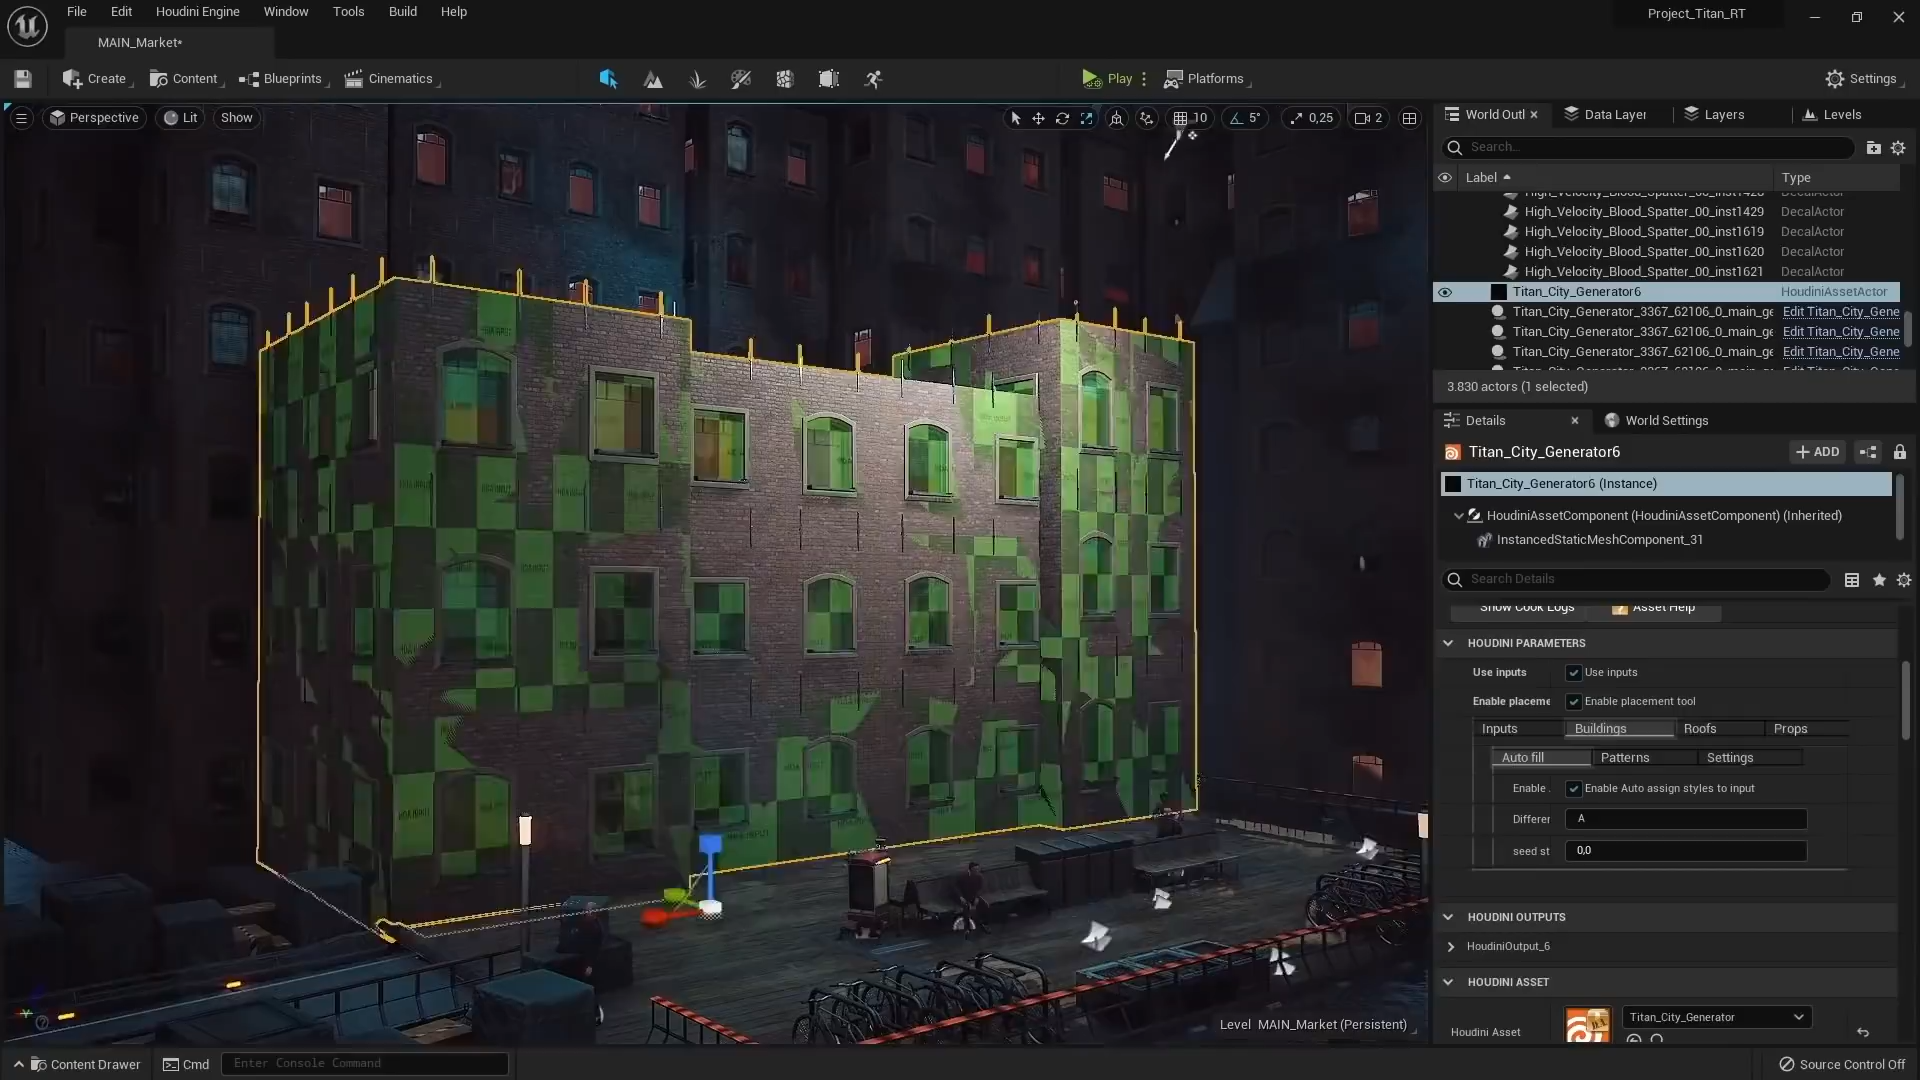 File Edit Houdini Engine Window Tools Build Help
Project_Titan_RT
MAIN_Market*
Create
Content
Blueprints
Cinematics
Play
Platforms
Settings
Perspective
Lit
Show
10
5°
0,25
2
World Outl
Data Layer
Layers
Levels
Search...
Label
Type
High_Velocity_Blood_Spatter_00_inst1429 DecalActor
High_Velocity_Blood_Spatter_00_inst1619 DecalActor
High_Velocity_Blood_Spatter_00_inst1620 DecalActor
High_Velocity_Blood_Spatter_00_inst1621 DecalActor
Titan_City_Generator6 HoudiniAssetActor
Titan_City_Generator_3367_62106_0_main_ge Edit Titan_City_Gene
Titan_City_Generator_3367_62106_0_main_ge Edit Titan_City_Gene
Titan_City_Generator_3367_62106_0_main_ge Edit Titan_City_Gene
3.830 actors (1 selected)
Details
World Settings
Titan_City_Generator6
ADD
Titan_City_Generator6 (Instance)
HoudiniAssetComponent (HoudiniAssetComponent) (Inherited)
InstancedStaticMeshComponent_31
Search Details
Show Cook Logs
Asset Help
HOUDINI PARAMETERS
Use inputs Use inputs
Enable placeme Enable placement tool
Inputs Buildings Roofs Props
Auto fill Patterns Settings
Enable . Enable Auto assign styles to input
Differer A
seed st 0,0
HOUDINI OUTPUTS
HoudiniOutput_6
HOUDINI ASSET
Houdini Asset
Titan_City_Generator
Level MAIN_Market (Persistent)
Content Drawer
Cmd
Enter Console Command
Source Control Off